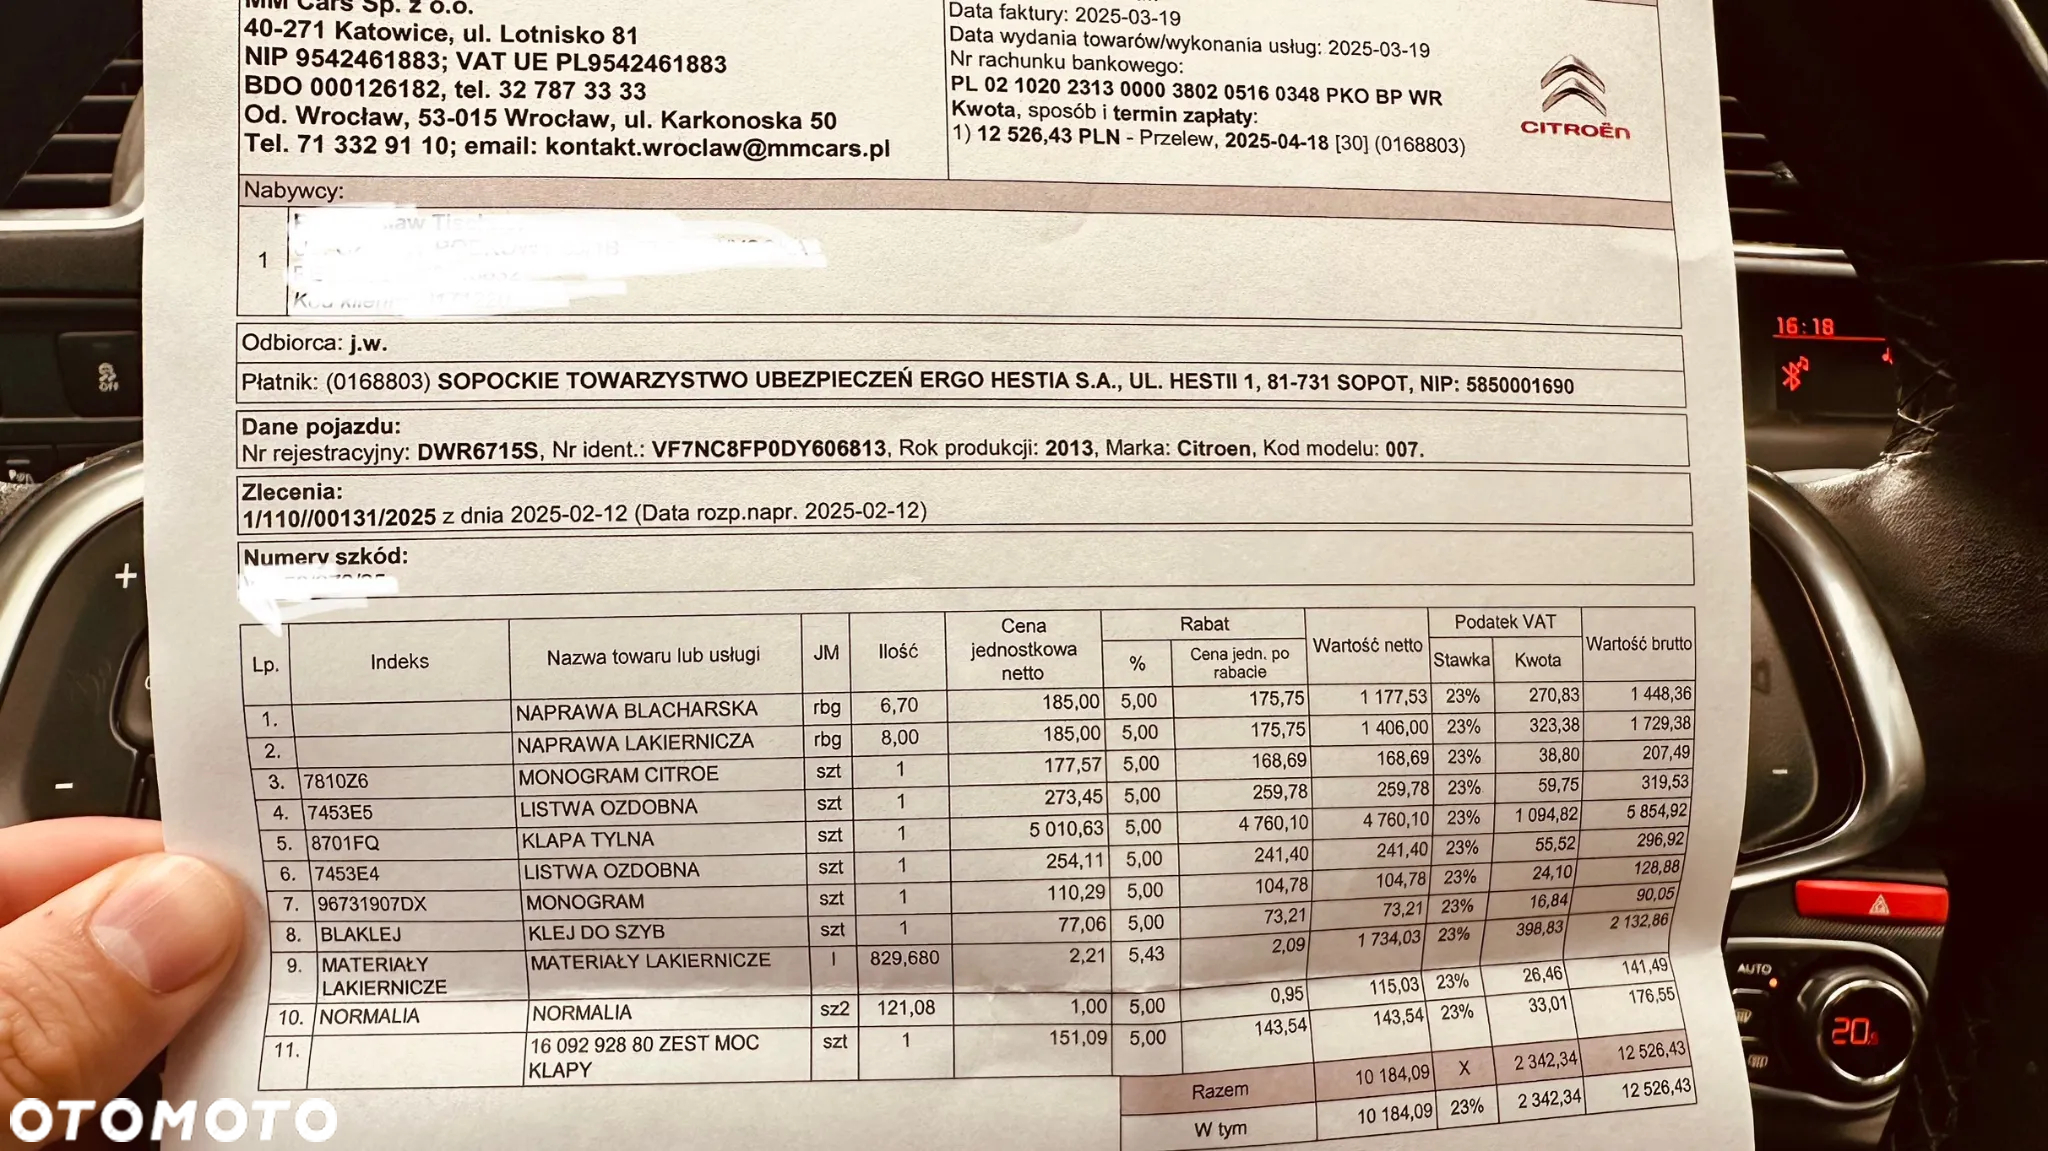 MM Cars Sp. z o.o.
40-271 Katowice, ul. Lotnisko 81
NIP 9542461883; VAT UE PL9542461883
BDO 000126182, tel. 32 787 33 33
Od. Wrocław, 53-015 Wrocław, ul. Karkonoska 50
Tel. 71 332 91 10; email: kontakt.wroclaw@mmcars.pl
Data faktury: 2025-03-19
Data wydania towarów/wykonania usług: 2025-03-19
Nr rachunku bankowego:
PL 02 1020 2313 0000 3802 0516 0348 PKO BP WR
Kwota, sposób i termin zapłaty:
1) 12 526,43 PLN - Przelew, 2025-04-18 [30] (0168803)
CITROËN
Nabywcy:
1
Odbiorca: j.w.
Płatnik: (0168803) SOPOCKIE TOWARZYSTWO UBEZPIECZEŃ ERGO HESTIA S.A., UL. HESTII 1, 81-731 SOPOT, NIP: 5850001690
Dane pojazdu:
Nr rejestracyjny: DWR6715S, Nr ident.: VF7NC8FP0DY606813, Rok produkcji: 2013, Marka: Citroen, Kod modelu: 007.
Zlecenia:
1/110//00131/2025 z dnia 2025-02-12 (Data rozp.napr. 2025-02-12)
Numery szkód:
Lp. Indeks Nazwa towaru lub usługi JM Ilość Cena jednostkowa netto Rabat % Cena jedn. po rabacie Wartość netto Podatek VAT Stawka Kwota Wartość brutto
1. NAPRAWA BLACHARSKA rbg 6,70 185,00 5,00 175,75 1 177,53 23% 270,83 1 448,36
2. NAPRAWA LAKIERNICZA rbg 8,00 185,00 5,00 175,75 1 406,00 23% 323,38 1 729,38
3. 7810Z6 MONOGRAM CITROE szt 1 177,57 5,00 168,69 168,69 23% 38,80 207,49
4. 7453E5 LISTWA OZDOBNA szt 1 273,45 5,00 259,78 259,78 23% 59,75 319,53
5. 8701FQ KLAPA TYLNA szt 1 5 010,63 5,00 4 760,10 4 760,10 23% 1 094,82 5 854,92
6. 7453E4 LISTWA OZDOBNA szt 1 254,11 5,00 241,40 241,40 23% 55,52 296,92
7. 96731907DX MONOGRAM szt 1 110,29 5,00 104,78 104,78 23% 24,10 128,88
8. BLAKLEJ KLEJ DO SZYB szt 1 77,06 5,00 73,21 73,21 23% 16,84 90,05
9. MATERIAŁY LAKIERNICZE MATERIAŁY LAKIERNICZE l 829,680 2,21 5,43 2,09 1 734,03 23% 398,83 2 132,86
10. NORMALIA NORMALIA sz2 121,08 1,00 5,00 0,95 115,03 23% 26,46 141,49
11. 16 092 928 80 ZEST MOC KLAPY szt 1 151,09 5,00 143,54 143,54 23% 33,01 176,55
Razem 10 184,09 X 2 342,34 12 526,43
W tym 10 184,09 23% 2 342,34 12 526,43
16:18
OFF
AUTO
20
OTOMOTO